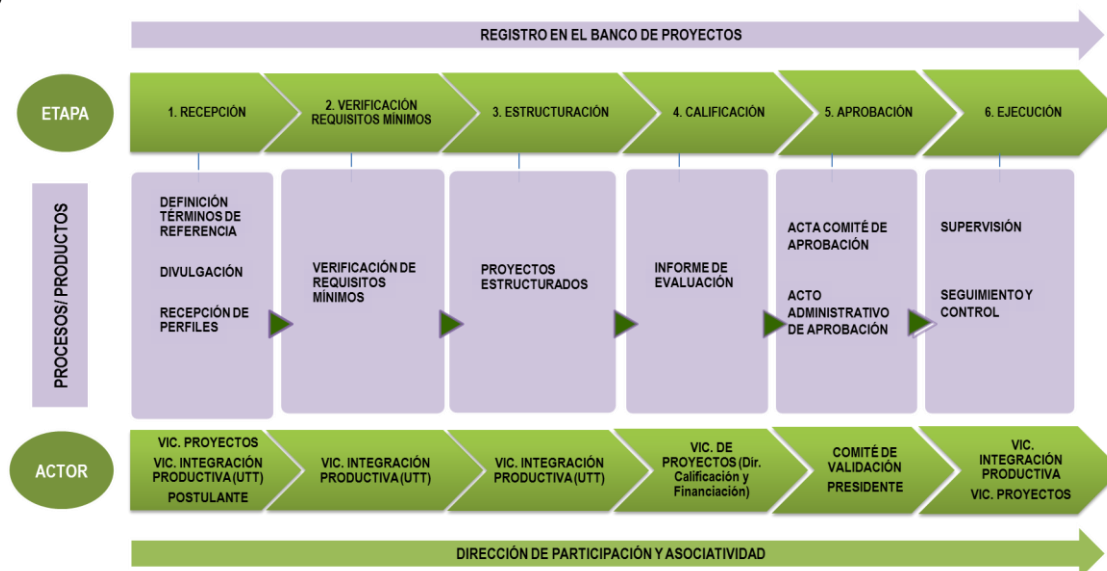 REGISTRO EN EL BANCO DE PROYECTOS
ETAPA
1. RECEPCIÓN
2. VERIFICACIÓN
REQUISITOS MÍNIMOS
3. ESTRUCTURACIÓN
4. CALIFICACIÓN
5. APROBACIÓN
6. EJECUCIÓN
PROCESOS/ PRODUCTOS
DEFINICIÓN
TÉRMINOS DE
REFERENCIA
DIVULGACIÓN
RECEPCIÓN DE
PERFILES
VERIFICACIÓN DE
REQUISITOS
MÍNIMOS
PROYECTOS
ESTRUCTURADOS
INFORME DE
EVALUACIÓN
ACTA COMITÉ DE
APROBACIÓN
ACTO
ADMINISTRATIVO
DE APROBACIÓN
SUPERVISIÓN
SEGUIMIENTO Y
CONTROL
ACTOR
VIC. PROYECTOS
VIC. INTEGRACIÓN
PRODUCTIVA (UTT)
POSTULANTE
VIC. INTEGRACIÓN
PRODUCTIVA (UTT)
VIC. INTEGRACIÓN
PRODUCTIVA (UTT)
VIC. DE
PROYECTOS (Dir.
Calificación y
Financiación)
COMITÉ DE
VALIDACIÓN
PRESIDENTE
VIC.
INTEGRACIÓN
PRODUCTIVA
VIC. PROYECTOS
DIRECCIÓN DE PARTICIPACIÓN Y ASOCIATIVIDAD